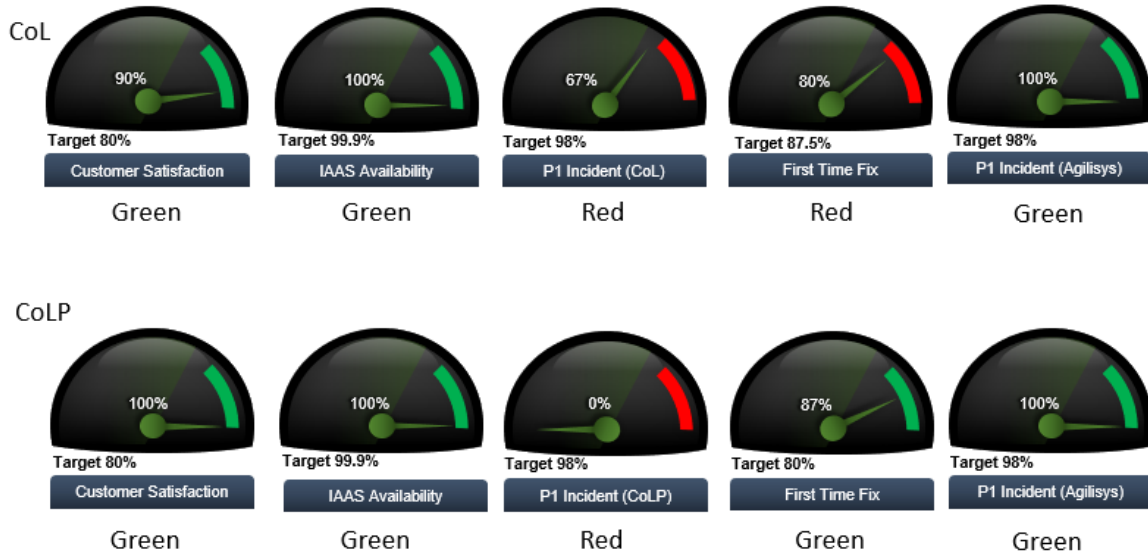 CoL
90%
100%
67%
80%
100%
Target 80%
Target 99.9%
Target 98%
Target 87.5%
Target 98%
Customer Satisfaction
IAAS Availability
P1 Incident (CoL)
First Time Fix
P1 Incident (Agilisys)
Green
Green
Red
Red
Green
CoLP
100%
100%
0%
87%
100%
Target 80%
Target 99.9%
Target 98%
Target 80%
Target 98%
Customer Satisfaction
IAAS Availability
P1 Incident (CoLP)
First Time Fix
P1 Incident (Agilisys)
Green
Green
Red
Green
Green